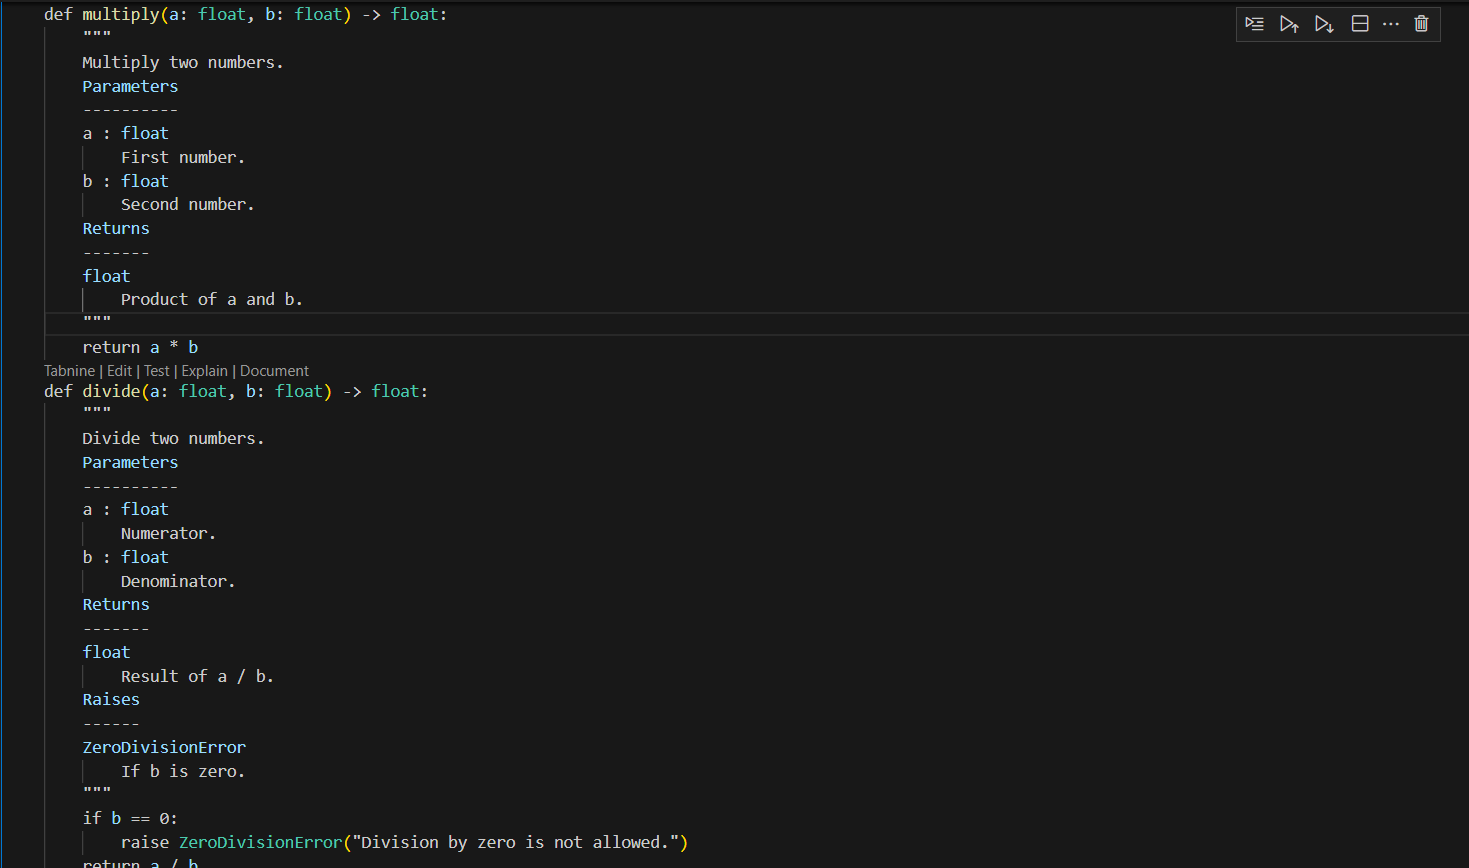 def multiply(a: float, b: float) -> float:
    """
    Multiply two numbers.
    Parameters
    ----------
    a : float
        First number.
    b : float
        Second number.
    Returns
    -------
    float
        Product of a and b.
    """
    return a * b
Tabnine | Edit | Test | Explain | Document
def divide(a: float, b: float) -> float:
    """
    Divide two numbers.
    Parameters
    ----------
    a : float
        Numerator.
    b : float
        Denominator.
    Returns
    -------
    float
        Result of a / b.
    Raises
    ------
    ZeroDivisionError
        If b is zero.
    """
    if b == 0:
        raise ZeroDivisionError("Division by zero is not allowed.")
    return a / b